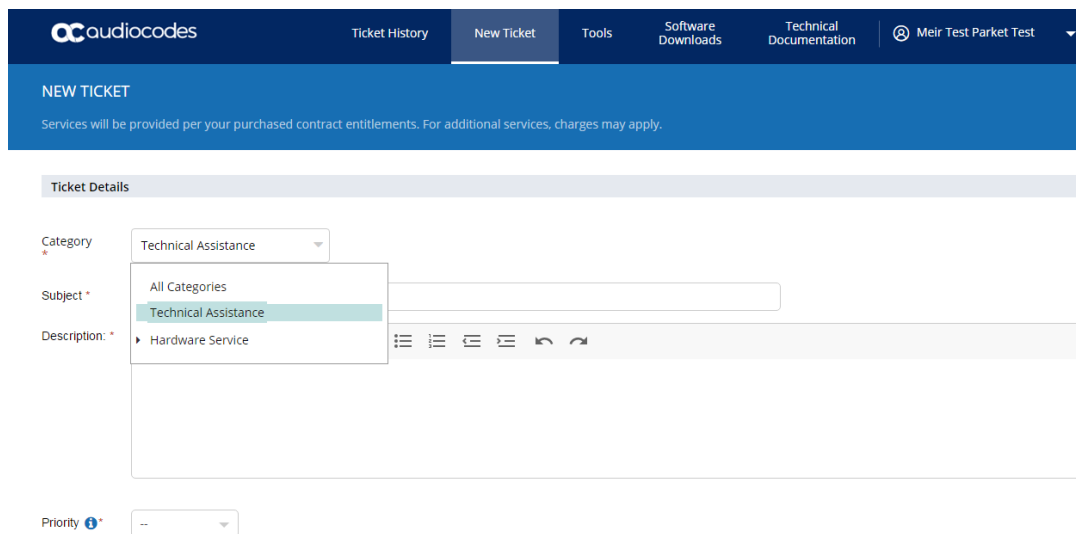 audiocodes
Ticket History
New Ticket
Tools
Software
Downloads
Technical
Documentation
Meir Test Parket Test
NEW TICKET
Services will be provided per your purchased contract entitlements. For additional services, charges may apply.
Ticket Details
Category
*
Technical Assistance
All Categories
Subject *
Technical Assistance
Description: *
Hardware Service
Priority *
--